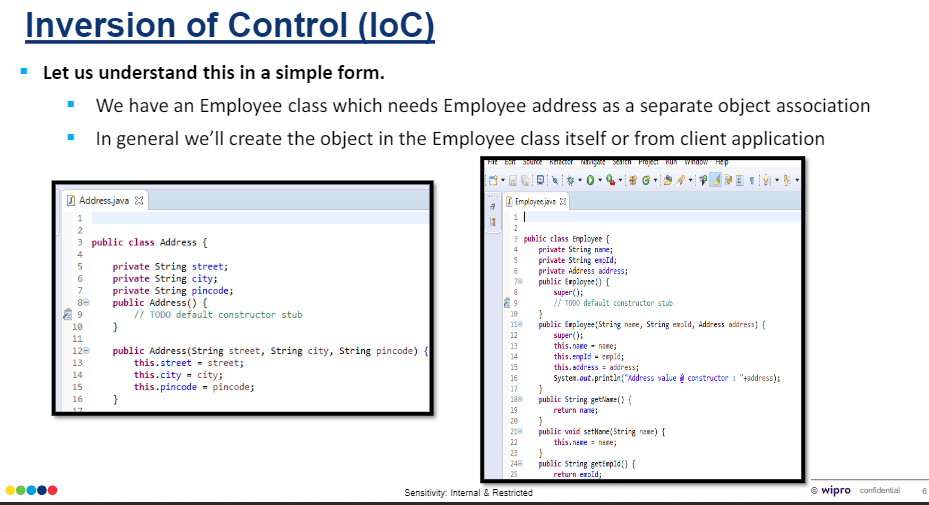 Inversion of Control (IoC)
Let us understand this in a simple form.
We have an Employee class which needs Employee address as a separate object association
In general we'll create the object in the Employee class itself or from client application
Address.java
1
2
3 public class Address {
4
5 private String street;
6 private String city;
7 private String pincode;
8 public Address() {
9 // TODO default constructor stub
10 }
11
12 public Address(String street, String city, String pincode) {
13 this.street = street;
14 this.city = city;
15 this.pincode = pincode;
16 }
17
File Edit Source Refactor Navigate Search Project Run Window Help
Employee.java
1
2
3 public class Employee {
4 private String name;
5 private String empId;
6 private Address address;
7 public Employee() {
8 super();
9 // TODO default constructor stub
10 }
11 public Employee(String name, String empId, Address address) {
12 super();
13 this.name = name;
14 this.empId = empId;
15 this.address = address;
16 System.out.println("Address value @ constructor : "+address);
17 }
18 public String getName() {
19 return name;
20 }
21 public void setName(String name) {
22 this.name = name;
23 }
24 public String getEmpId() {
25 return empId;
Sensitivity: Internal & Restricted
© wipro confidential 6